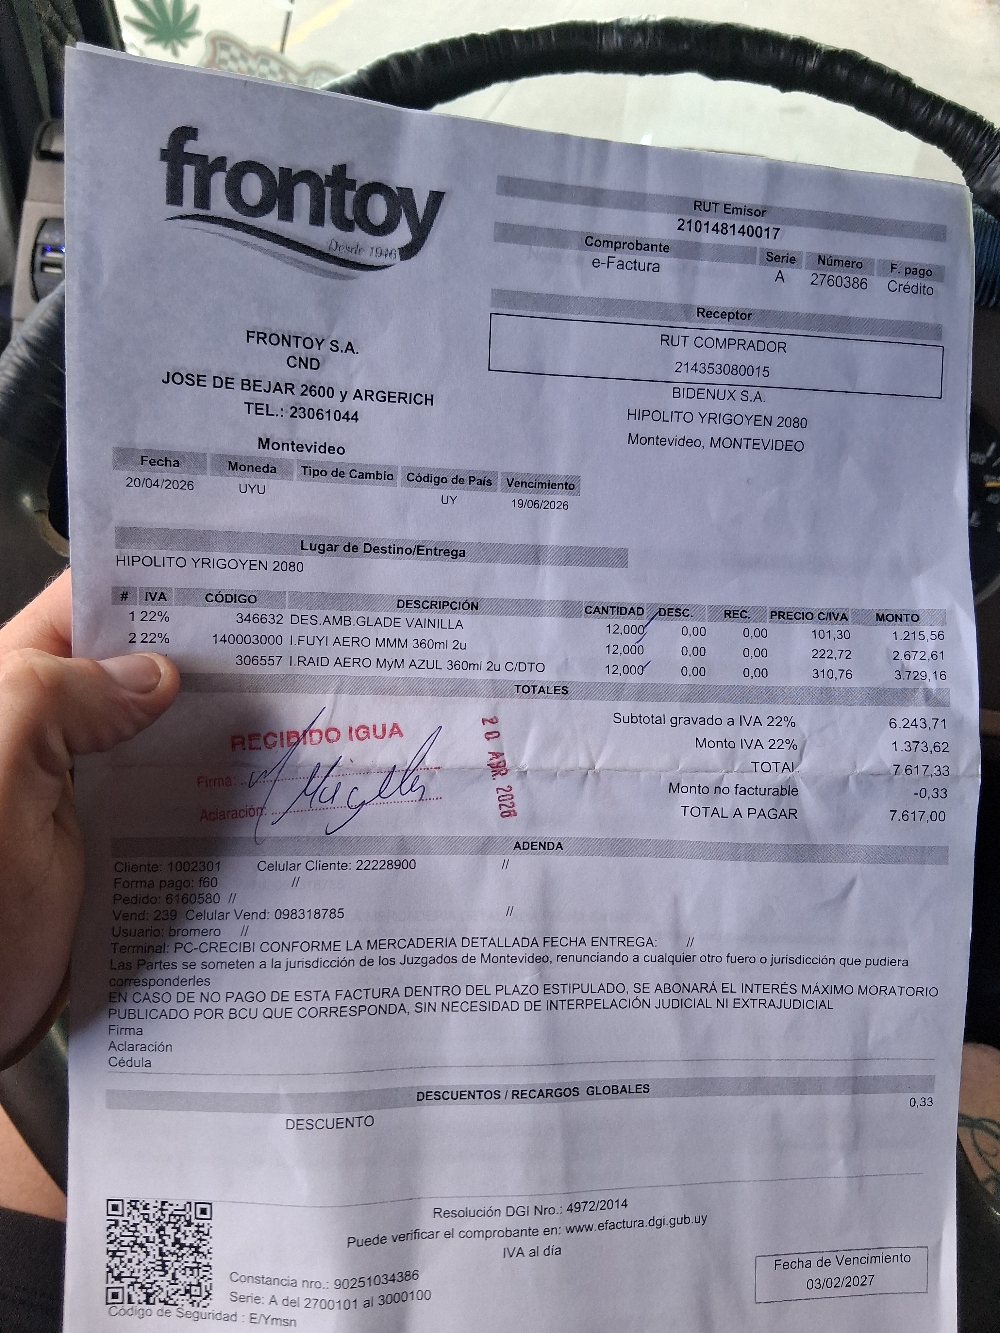 frontoy
Desde 1946
RUT Emisor
210148140017
Comprobante Serie Número F. pago
e-Factura A 2760386 Crédito
Receptor
RUT COMPRADOR
214353080015
BIDENUX S.A.
HIPOLITO YRIGOYEN 2080
Montevideo, MONTEVIDEO
FRONTOY S.A.
CND
JOSE DE BEJAR 2600 y ARGERICH
TEL.: 23061044
Montevideo
Fecha Moneda Tipo de Cambio Código de País Vencimiento
20/04/2026 UYU UY 19/06/2026
Lugar de Destino/Entrega
HIPOLITO YRIGOYEN 2080
# IVA CÓDIGO DESCRIPCIÓN CANTIDAD DESC. REC. PRECIO C/IVA MONTO
1 22% 346632 DES.AMB.GLADE VAINILLA 12,000 0,00 0,00 101,30 1.215,56
2 22% 140003000 I.FUYI AERO MMM 360ml 2u 12,000 0,00 0,00 222,72 2.672,61
306557 I.RAID AERO MyM AZUL 360ml 2u C/DTO 12,000 0,00 0,00 310,76 3.729,16
TOTALES
Subtotal gravado a IVA 22% 6.243,71
Monto IVA 22% 1.373,62
TOTAL 7.617,33
Monto no facturable -0,33
TOTAL A PAGAR 7.617,00
RECIBIDO IGUA
Firma:
Aclaración:
20 ABR 2026
ADENDA
Cliente: 1002301 Celular Cliente: 22228900 //
Forma pago: f60 //
Pedido: 6160580 //
Vend: 239 Celular Vend: 098318785 //
Usuario: bromero //
Terminal: PC-CRECIBI CONFORME LA MERCADERIA DETALLADA FECHA ENTREGA: //
Las Partes se someten a la jurisdicción de los Juzgados de Montevideo, renunciando a cualquier otro fuero o jurisdicción que pudiera
corresponderles
EN CASO DE NO PAGO DE ESTA FACTURA DENTRO DEL PLAZO ESTIPULADO, SE ABONARÁ EL INTERÉS MÁXIMO MORATORIO
PUBLICADO POR BCU QUE CORRESPONDA, SIN NECESIDAD DE INTERPELACIÓN JUDICIAL NI EXTRAJUDICIAL
Firma
Aclaración
Cédula
DESCUENTOS / RECARGOS GLOBALES
DESCUENTO 0,33
Resolución DGI Nro.: 4972/2014
Puede verificar el comprobante en: www.efactura.dgi.gub.uy
IVA al día
Constancia nro.: 90251034386
Serie: A del 2700101 al 3000100
Código de Seguridad : E/Ymsn
Fecha de Vencimiento
03/02/2027